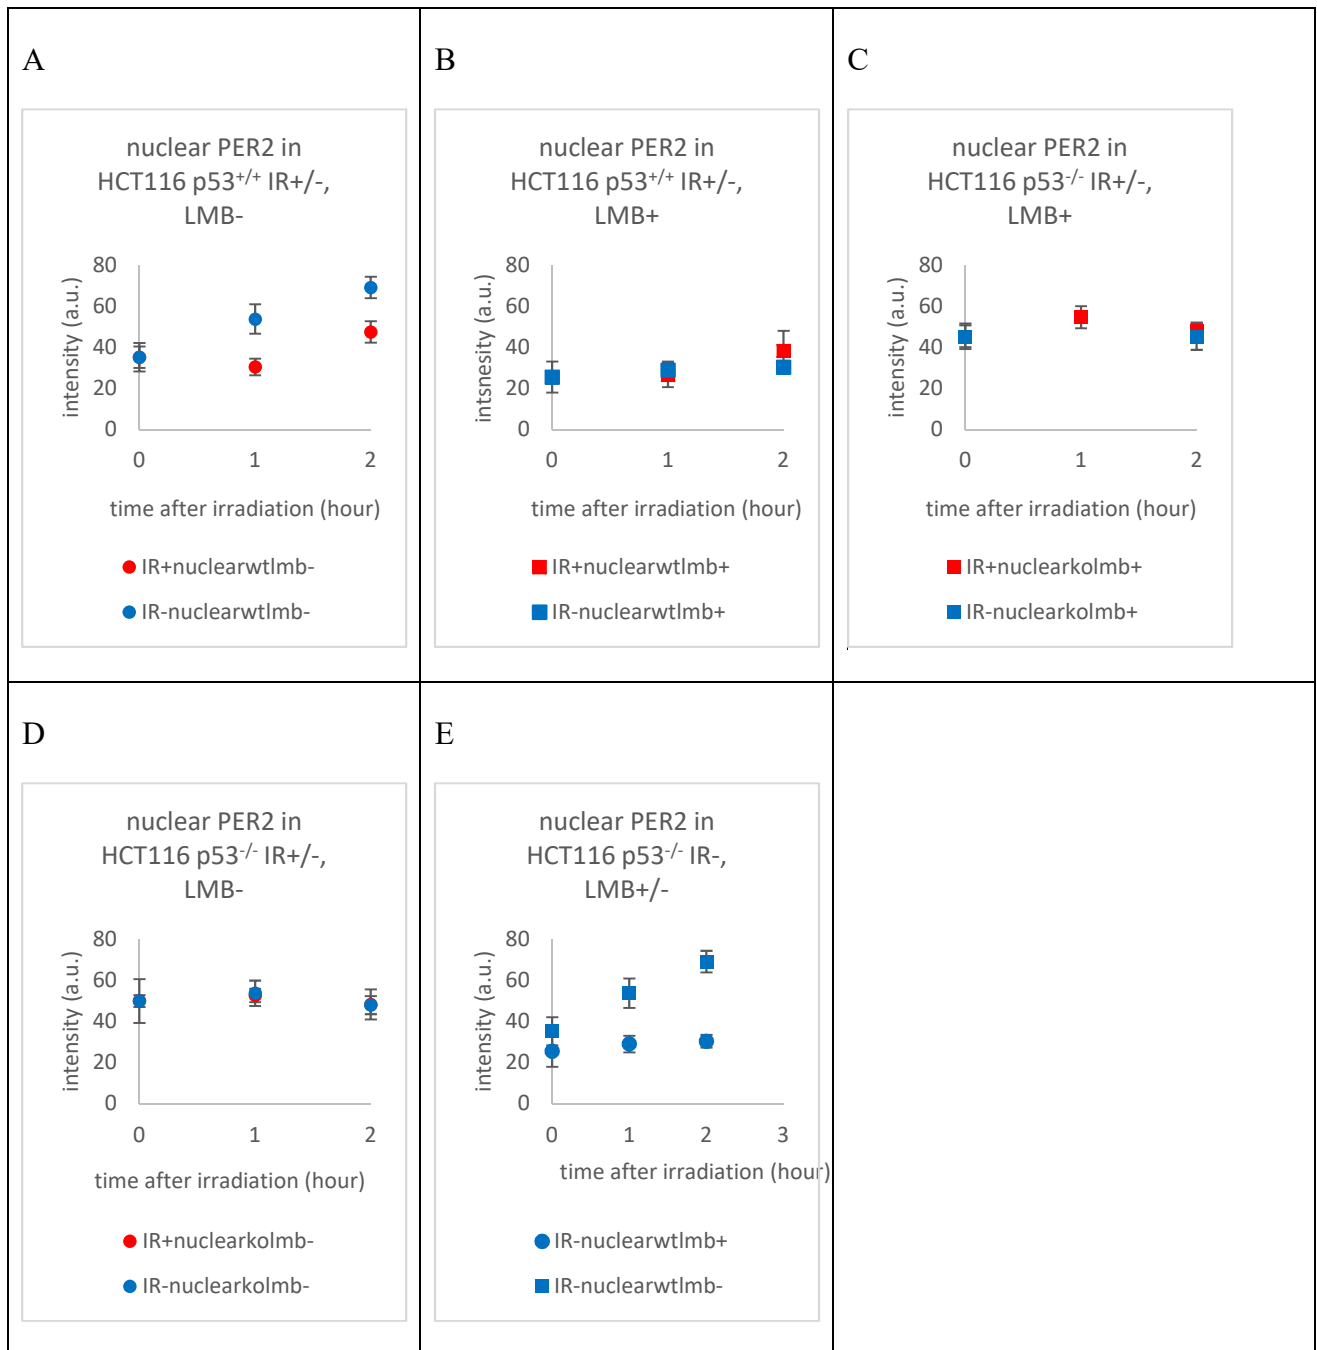 A
nuclear PER2 in
HCT116 p53+/+ IR+/-,
LMB-
intensity (a.u.)
80
60
40
20
0
0 1 2
time after irradiation (hour)
IR+nuclearwtlmb-
IR-nuclearwtlmb-
B
nuclear PER2 in
HCT116 p53+/+ IR+/-,
LMB+
intsnesity (a.u.)
80
60
40
20
0
0 1 2
time after irradiation (hour)
IR+nuclearwtlmb+
IR-nuclearwtlmb+
C
nuclear PER2 in
HCT116 p53-/- IR+/-,
LMB+
intensity (a.u.)
80
60
40
20
0
0 1 2
time after irradiation (hour)
IR+nuclearkolmb+
IR-nuclearkolmb+
.
D
nuclear PER2 in
HCT116 p53-/- IR+/-,
LMB-
intensity (a.u.)
80
60
40
20
0
0 1 2
time after irradiation (hour)
IR+nuclearkolmb-
IR-nuclearkolmb-
E
nuclear PER2 in
HCT116 p53-/- IR-,
LMB+/-
intensity (a.u.)
80
60
40
20
0
0 1 2 3
time after irradiation (hour)
IR-nuclearwtlmb+
IR-nuclearwtlmb-